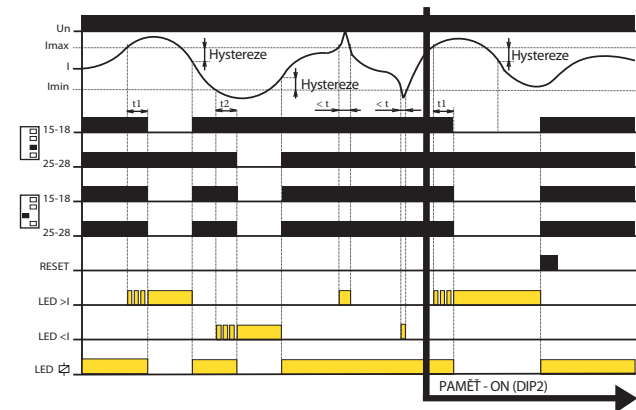 Un
Imax
Hystereze
Hystereze
I
Hystereze
Imin
t1
t2
< t
< t
t1
15-18
25-28
15-18
25-28
RESET
LED >I
LED <I
LED
PAMĚŤ - ON (DIP2)